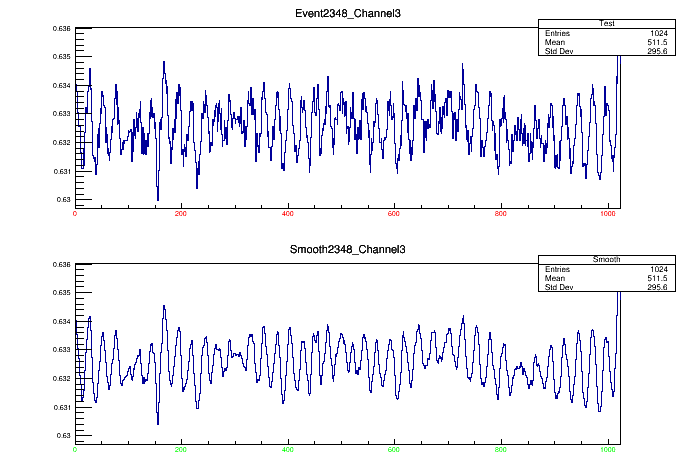 Event2348_Channel3
Test
Entries 1024
Mean 511.5
Std Dev 295.6
0.636
0.635
0.634
0.633
0.632
0.631
0.63
0 200 400 600 800 1000
Smooth2348_Channel3
Smooth
Entries 1024
Mean 511.5
Std Dev 295.6
0.636
0.635
0.634
0.633
0.632
0.631
0.63
0 200 400 600 800 1000